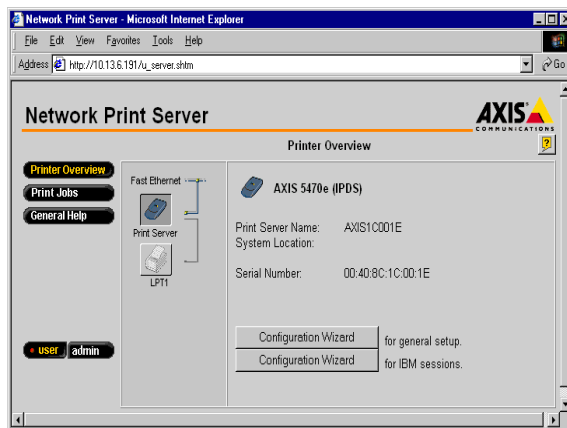 Network Print Server - Microsoft Internet Explorer
File Edit View Favorites Tools Help
Address http://10.13.6.191/u_server.shtm Go
Network Print Server
AXIS
COMMUNICATIONS
Printer Overview
?
Printer Overview
Print Jobs
General Help
Fast Ethernet
Print Server
LPT1
AXIS 5470e (IPDS)
Print Server Name: AXIS1C001E
System Location:
Serial Number: 00:40:8C:1C:00:1E
Configuration Wizard for general setup.
Configuration Wizard for IBM sessions.
user admin